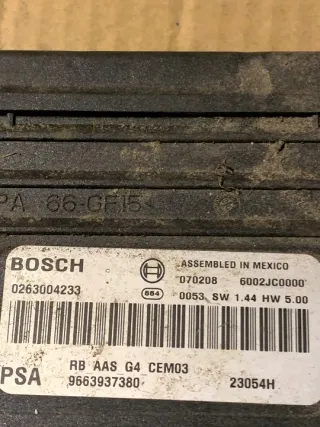 PA 66-GF15
BOSCH ASSEMBLED IN MEXICO
070208 6002JC0000
0263004233 664 0053 SW 1.44 HW 5.00
RB AAS G4 CEM03
PSA 9663937380 23054H